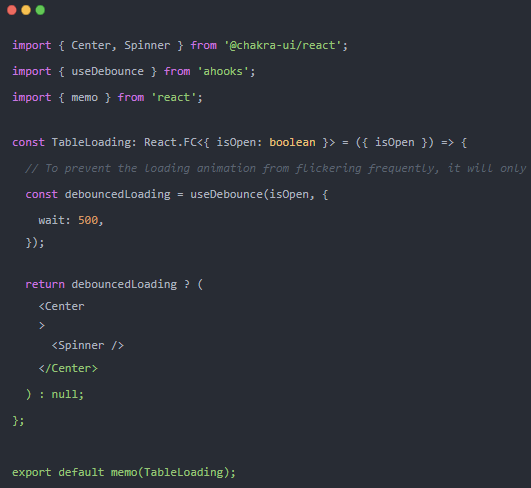 import { Center, Spinner } from '@chakra-ui/react';
import { useDebounce } from 'ahooks';
import { memo } from 'react';
const TableLoading: React.FC<{ isOpen: boolean }> = ({ isOpen }) => {
// To prevent the loading animation from flickering frequently, it will only
const debouncedLoading = useDebounce(isOpen, {
wait: 500,
});
return debouncedLoading ? (
<Center
>
<Spinner />
</Center>
) : null;
};
export default memo(TableLoading);